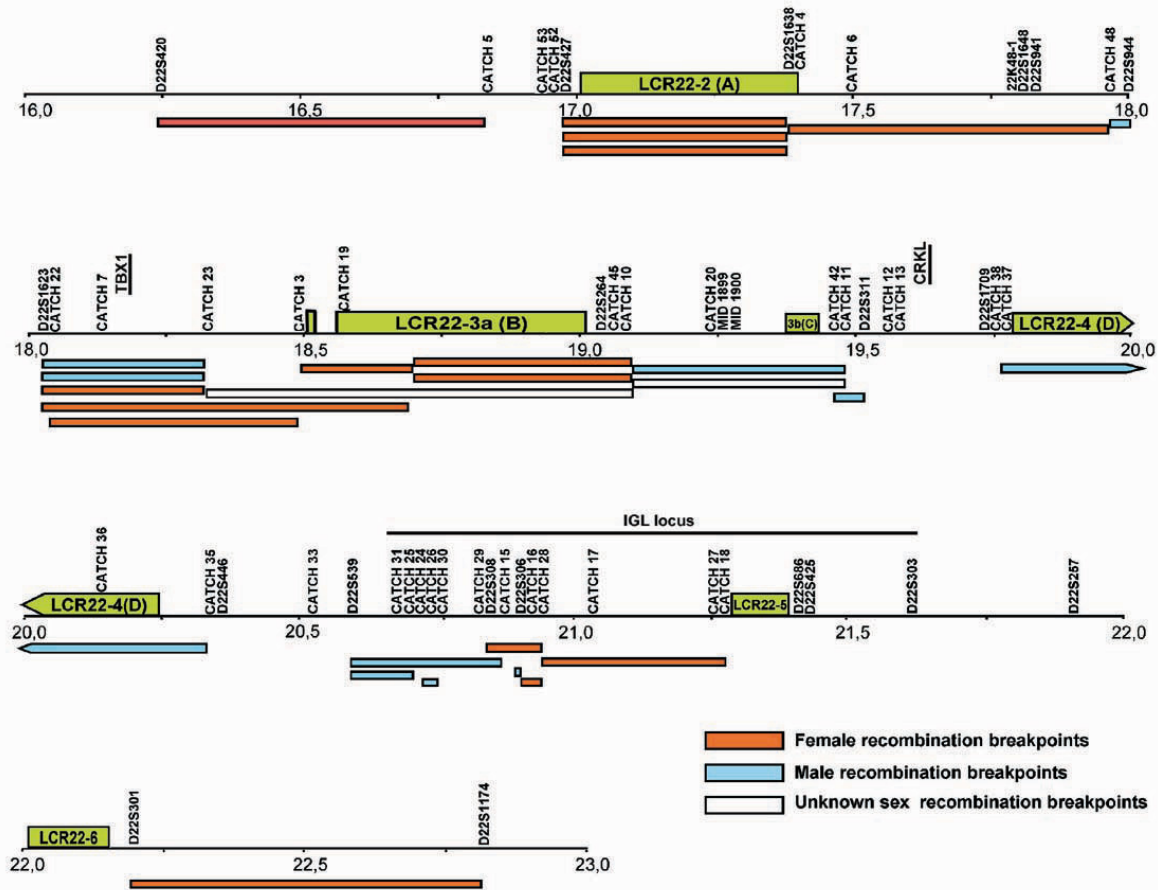 D22S420
CATCH 5
CATCH 53
CATCH 52
D22S427
D22S1638
CATCH 4
CATCH 6
22K48-1
D22S1648
D22S941
CATCH 48
D22S944
LCR22-2 (A)
16,0 16,5 17,0 17,5 18,0
D22S1623
CATCH 22
CATCH 7
TBX1
CATCH 23
CATCH 3
CATCH 19
D22S264
CATCH 45
CATCH 10
CATCH 20
MID 1899
MID 1900
CATCH 42
CATCH 11
D22S311
CATCH 12
CATCH 13
CRKL
D22S1709
CATCH 38
CATCH 37
LCR22-3a (B) 3b(C) LCR22-4 (D)
18,0 18,5 19,0 19,5 20,0
IGL locus
CATCH 36
CATCH 35
D22S446
CATCH 33
D22S539
CATCH 31
CATCH 25
CATCH 24
CATCH 26
CATCH 30
CATCH 29
D22S308
CATCH 15
D22S306
CATCH 16
CATCH 28
CATCH 17
CATCH 27
CATCH 18
D22S686
D22S425
D22S303
D22S257
LCR22-4(D) LCR22-5
20,0 20,5 21,0 21,5 22,0
Female recombination breakpoints
Male recombination breakpoints
Unknown sex recombination breakpoints
D22S301
D22S1174
LCR22-6
22,0 22,5 23,0